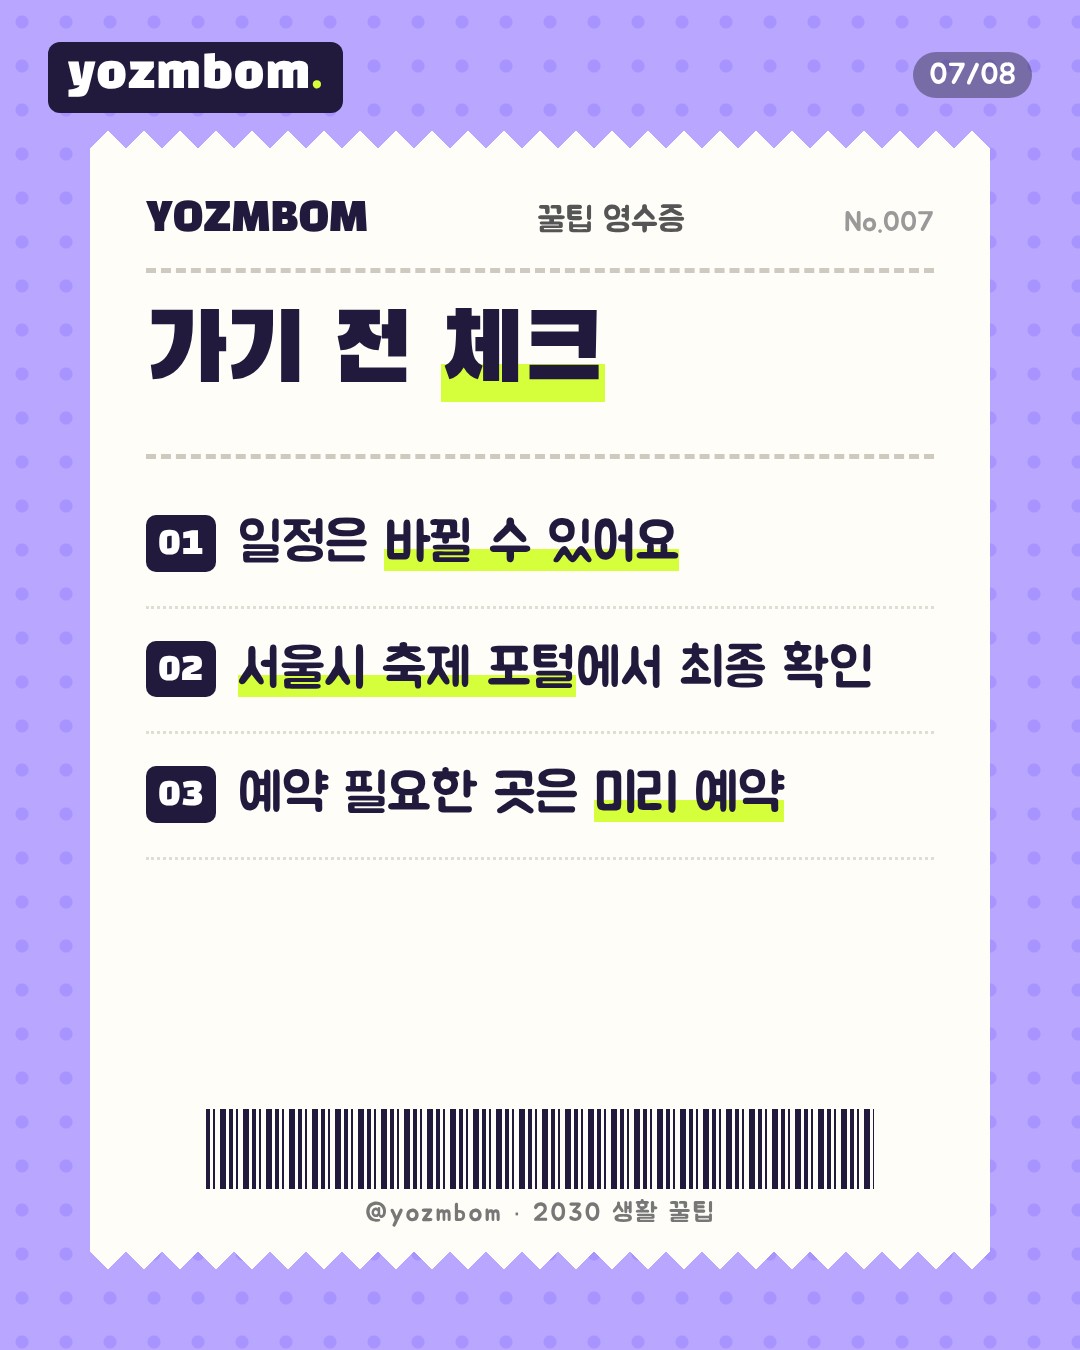 yozmbom.
07/08
YOZMBOM 꿀팁 영수증 No.007
가기 전 체크
01 일정은 바뀔 수 있어요
02 서울시 축제 포털에서 최종 확인
03 예약 필요한 곳은 미리 예약
@yozmbom · 2030 생활 꿀팁